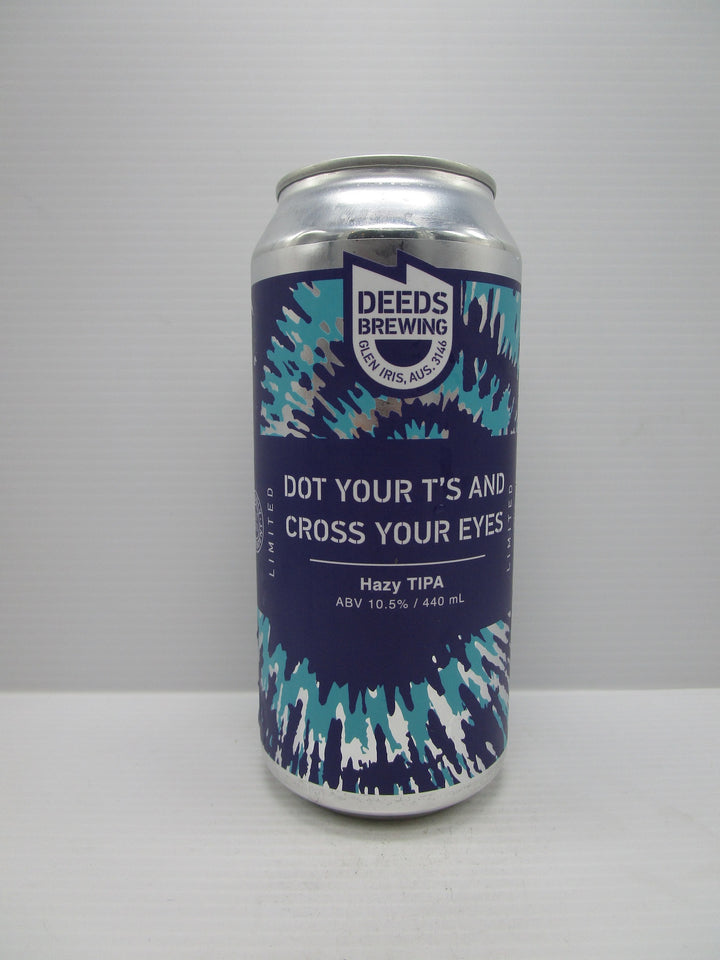 DEEDS
BREWING
GLEN IRIS, AUS. 3146
DOT YOUR T'S AND
CROSS YOUR EYES
LIMITED
LIMITED
Hazy TIPA
ABV 10.5% / 440 mL